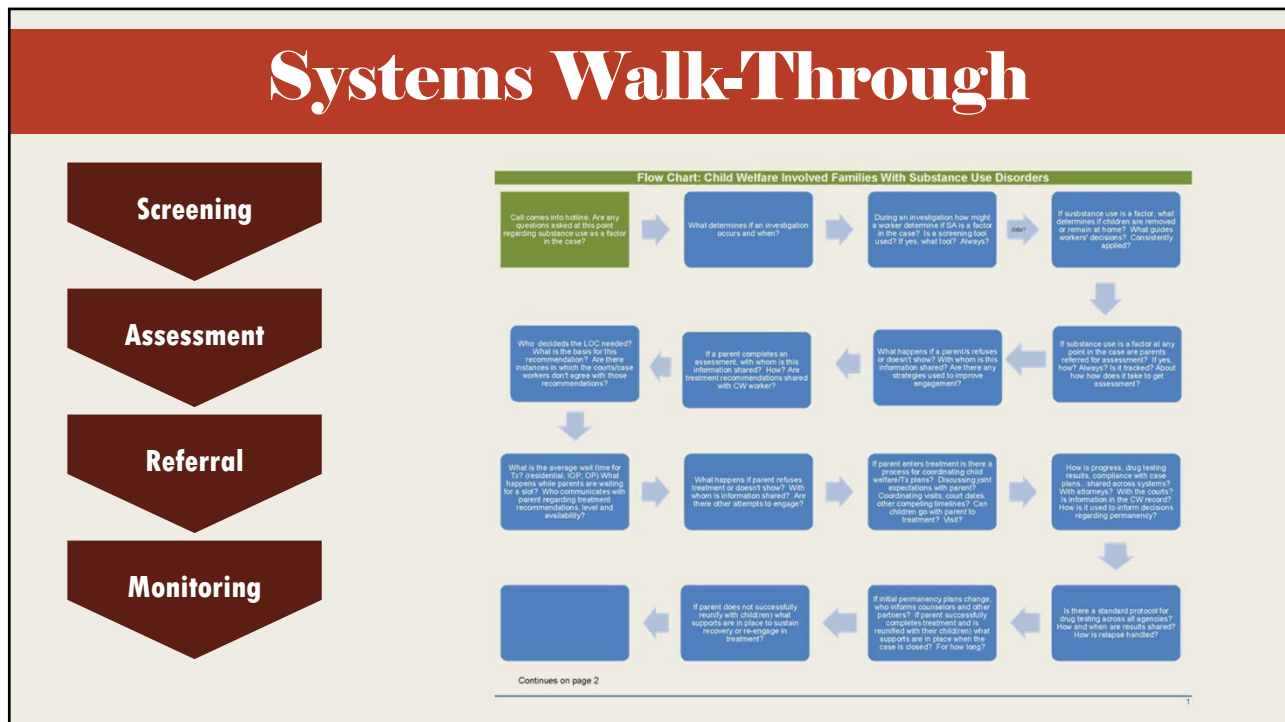 Systems Walk-Through
Screening
Assessment
Referral
Monitoring
Flow Chart: Child Welfare Involved Families With Substance Use Disorders
Call comes into hotline. Are any
questions asked at this point
regarding substance use as a factor
in the case?
What determines if an investigation
occurs and when?
During an investigation how might
a worker determine if SA is a factor
in the case? Is a screening tool
used? If yes, what tool? Always?
data?
If susbstance use is a factor, what
determines if children are removed
or remain at home? What guides
workers' decisions? Consistently
applied?
If substance use is a factor at any
point in the case are parents
referred for assessment? If yes,
how? Always? Is it tracked? About
how how does it take to get
assessment?
What happens if a parent/s refuses
or doesn't show? With whom is this
information shared? Are there any
strategies used to improve
engagement?
If a parent completes an
assessment, with whom is this
information shared? How? Are
treatment recommendations shared
with CW worker?
Who decideds the LOC needed?
What is the basis for this
recommendation? Are there
instances in which the courts/case
workers don't agree with those
recommendations?
What is the average wait time for
Tx? (residential, IOP, OP) What
happens while parents are waiting
for a slot? Who communicates with
parent regarding treatment
recommendations, level and
availability?
What happens if parent refuses
treatment or doesn't show? With
whom is information shared? Are
there other attempts to engage?
If parent enters treatment is there a
process for coordinating child
welfare/Tx plans? Discussing joint
expectations with parent?
Coordinating visits, court dates,
other competing timelines? Can
children go with parent to
treatment? Visit?
How is progress, drug testing
results, compliance with case
plans...shared across systems?
With attorneys? With the courts?
Is information in the CW record?
How is it used to inform decisions
regarding permanency?
Is there a standard protocol for
drug testing across all agencies?
How and when are results shared?
How is relapse handled?
If initial permanency plans change,
who informs counselors and other
partners? If parent successfully
completes treatment and is
reunified with their child(ren) what
supports are in place when the
case is closed? For how long?
If parent does not successfully
reunify with child(ren) what
supports are in place to sustain
recovery or re-engage in
treatment?
Continues on page 2
1